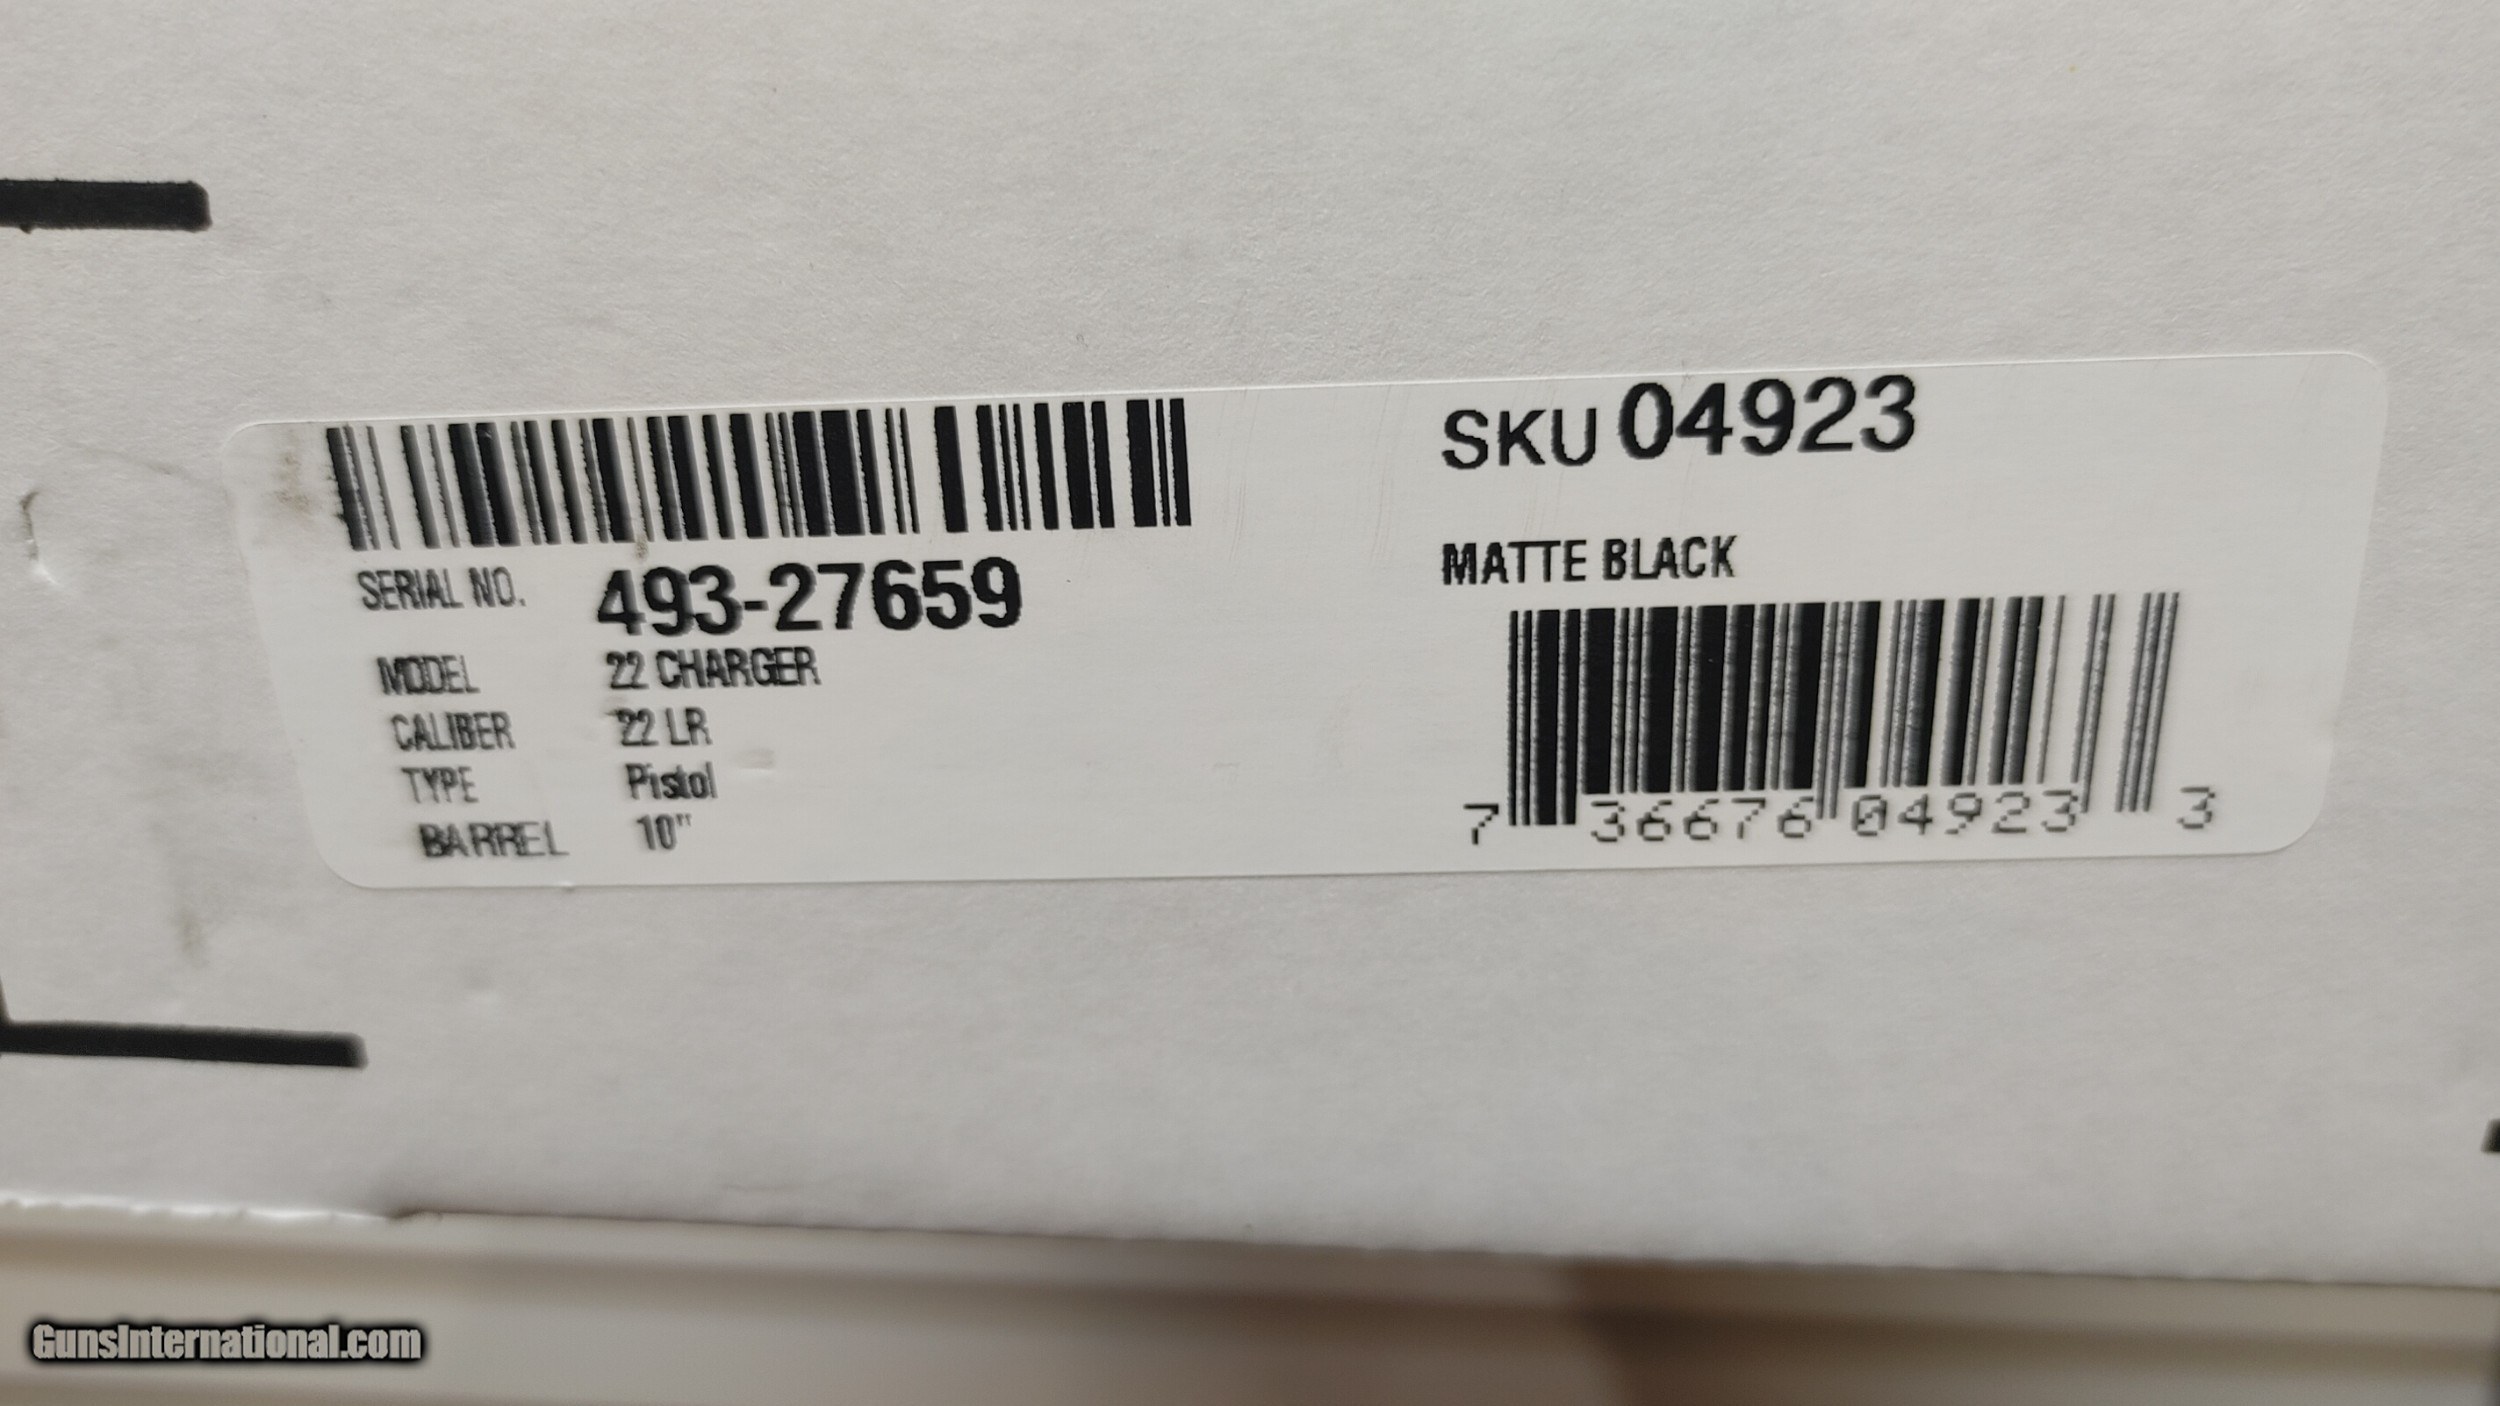 SERIAL NO. 493-27659
MODEL 22 CHARGER
CALIBER 22 LR
TYPE Pistol
BARREL 10"
SKU 04923
MATTE BLACK
7 36676 04923 3
GunsInternational.com